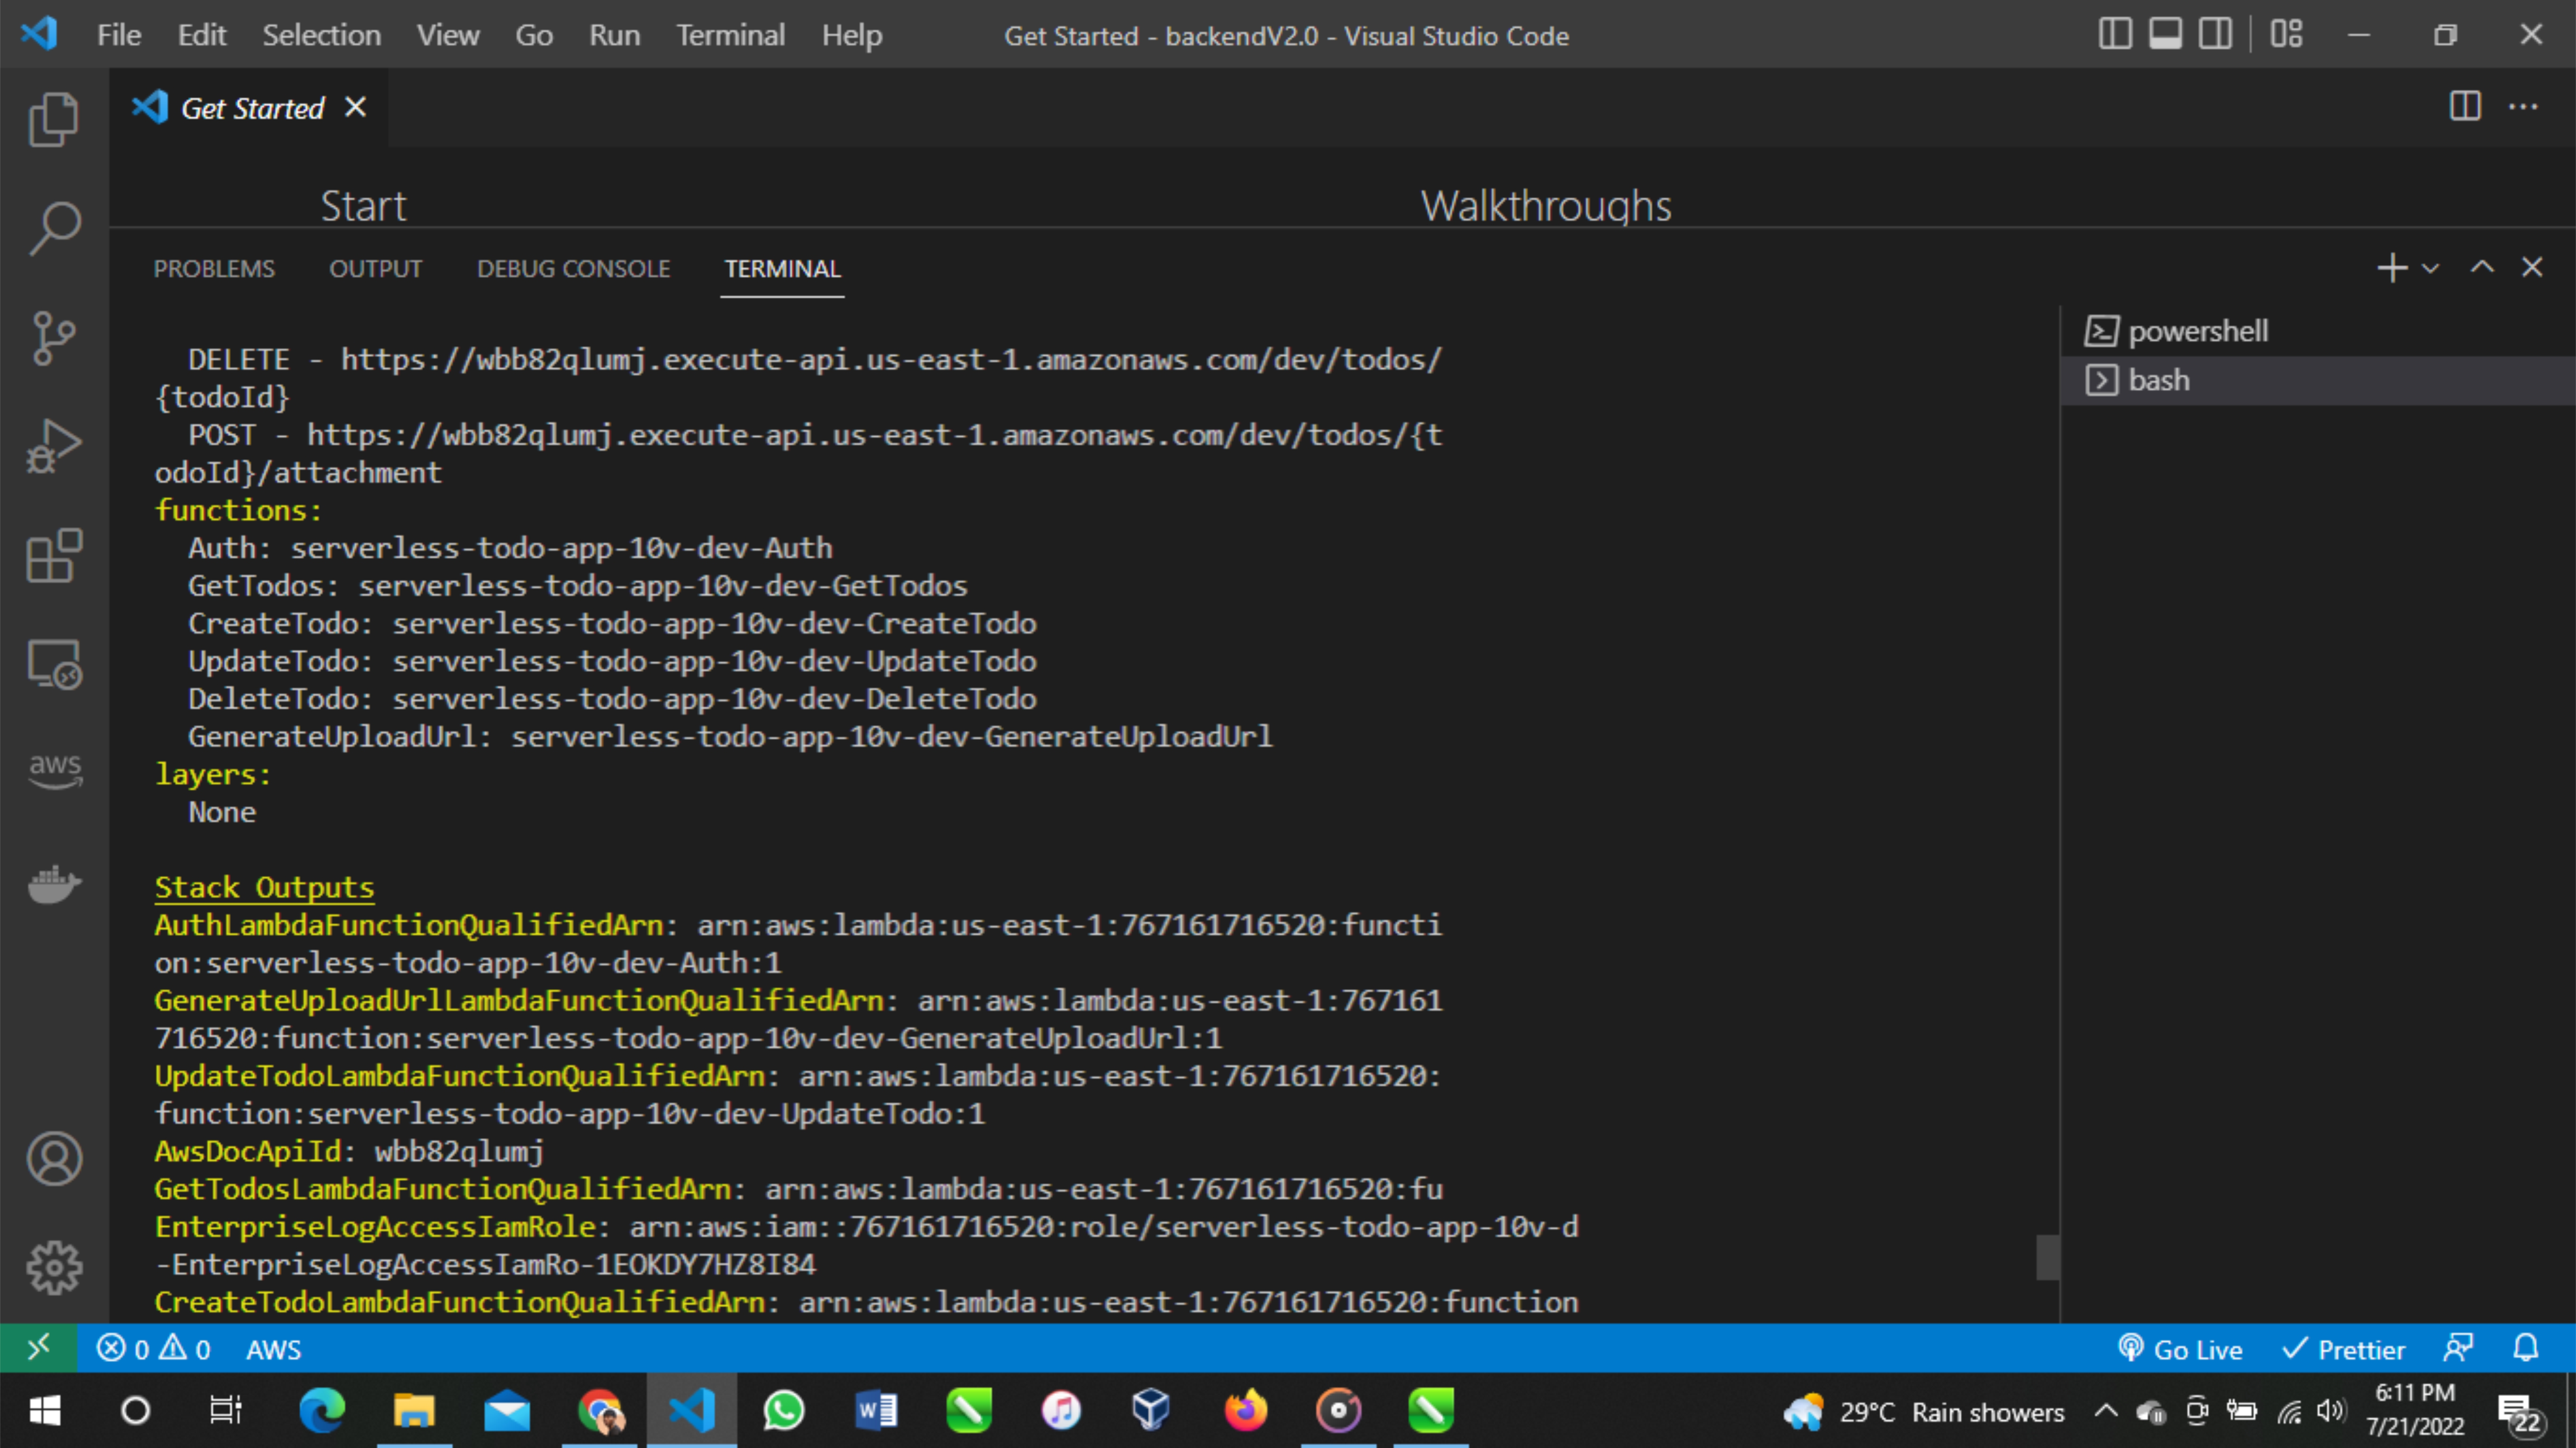 File Edit Selection View Go Run Terminal Help
Get Started - backendV2.0 - Visual Studio Code
Get Started
Start
Walkthroughs
PROBLEMS OUTPUT DEBUG CONSOLE TERMINAL
powershell
bash
DELETE - https://wbb82qlumj.execute-api.us-east-1.amazonaws.com/dev/todos/
{todoId}
POST - https://wbb82qlumj.execute-api.us-east-1.amazonaws.com/dev/todos/{t
odoId}/attachment
functions:
Auth: serverless-todo-app-10v-dev-Auth
GetTodos: serverless-todo-app-10v-dev-GetTodos
CreateTodo: serverless-todo-app-10v-dev-CreateTodo
UpdateTodo: serverless-todo-app-10v-dev-UpdateTodo
DeleteTodo: serverless-todo-app-10v-dev-DeleteTodo
GenerateUploadUrl: serverless-todo-app-10v-dev-GenerateUploadUrl
layers:
None
Stack Outputs
AuthLambdaFunctionQualifiedArn: arn:aws:lambda:us-east-1:767161716520:functi
on:serverless-todo-app-10v-dev-Auth:1
GenerateUploadUrlLambdaFunctionQualifiedArn: arn:aws:lambda:us-east-1:767161
716520:function:serverless-todo-app-10v-dev-GenerateUploadUrl:1
UpdateTodoLambdaFunctionQualifiedArn: arn:aws:lambda:us-east-1:767161716520:
function:serverless-todo-app-10v-dev-UpdateTodo:1
AwsDocApiId: wbb82qlumj
GetTodosLambdaFunctionQualifiedArn: arn:aws:lambda:us-east-1:767161716520:fu
EnterpriseLogAccessIamRole: arn:aws:iam::767161716520:role/serverless-todo-app-10v-d
-EnterpriseLogAccessIamRo-1EOKDY7HZ8I84
CreateTodoLambdaFunctionQualifiedArn: arn:aws:lambda:us-east-1:767161716520:function
aws
0 0 AWS
Go Live Prettier
29°C Rain showers
6:11 PM
7/21/2022
22